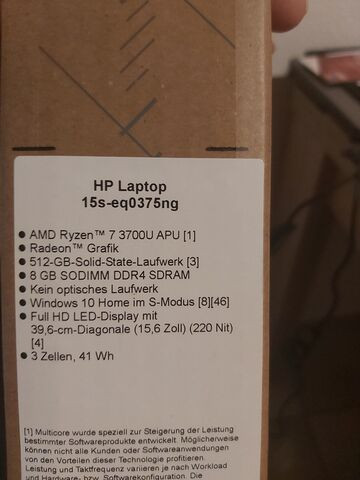 HP Laptop
15s-eq0375ng
● AMD Ryzen™ 7 3700U APU [1]
● Radeon™ Grafik
● 512-GB-Solid-State-Laufwerk [3]
● 8 GB SODIMM DDR4 SDRAM
● Kein optisches Laufwerk
● Windows 10 Home im S-Modus [8][46]
● Full HD LED-Display mit
39,6-cm-Diagonale (15,6 Zoll) (220 Nit)
[4]
● 3 Zellen, 41 Wh
[1] Multicore wurde speziell zur Steigerung der Leistung
bestimmter Softwareprodukte entwickelt. Möglicherweise
können nicht alle Kunden oder Softwareanwendungen
von den Vorteilen dieser Technologie profitieren.
Leistung und Taktfrequenz variieren je nach Workload
und Hardware- bzw. Softwarekonfiguration. Die